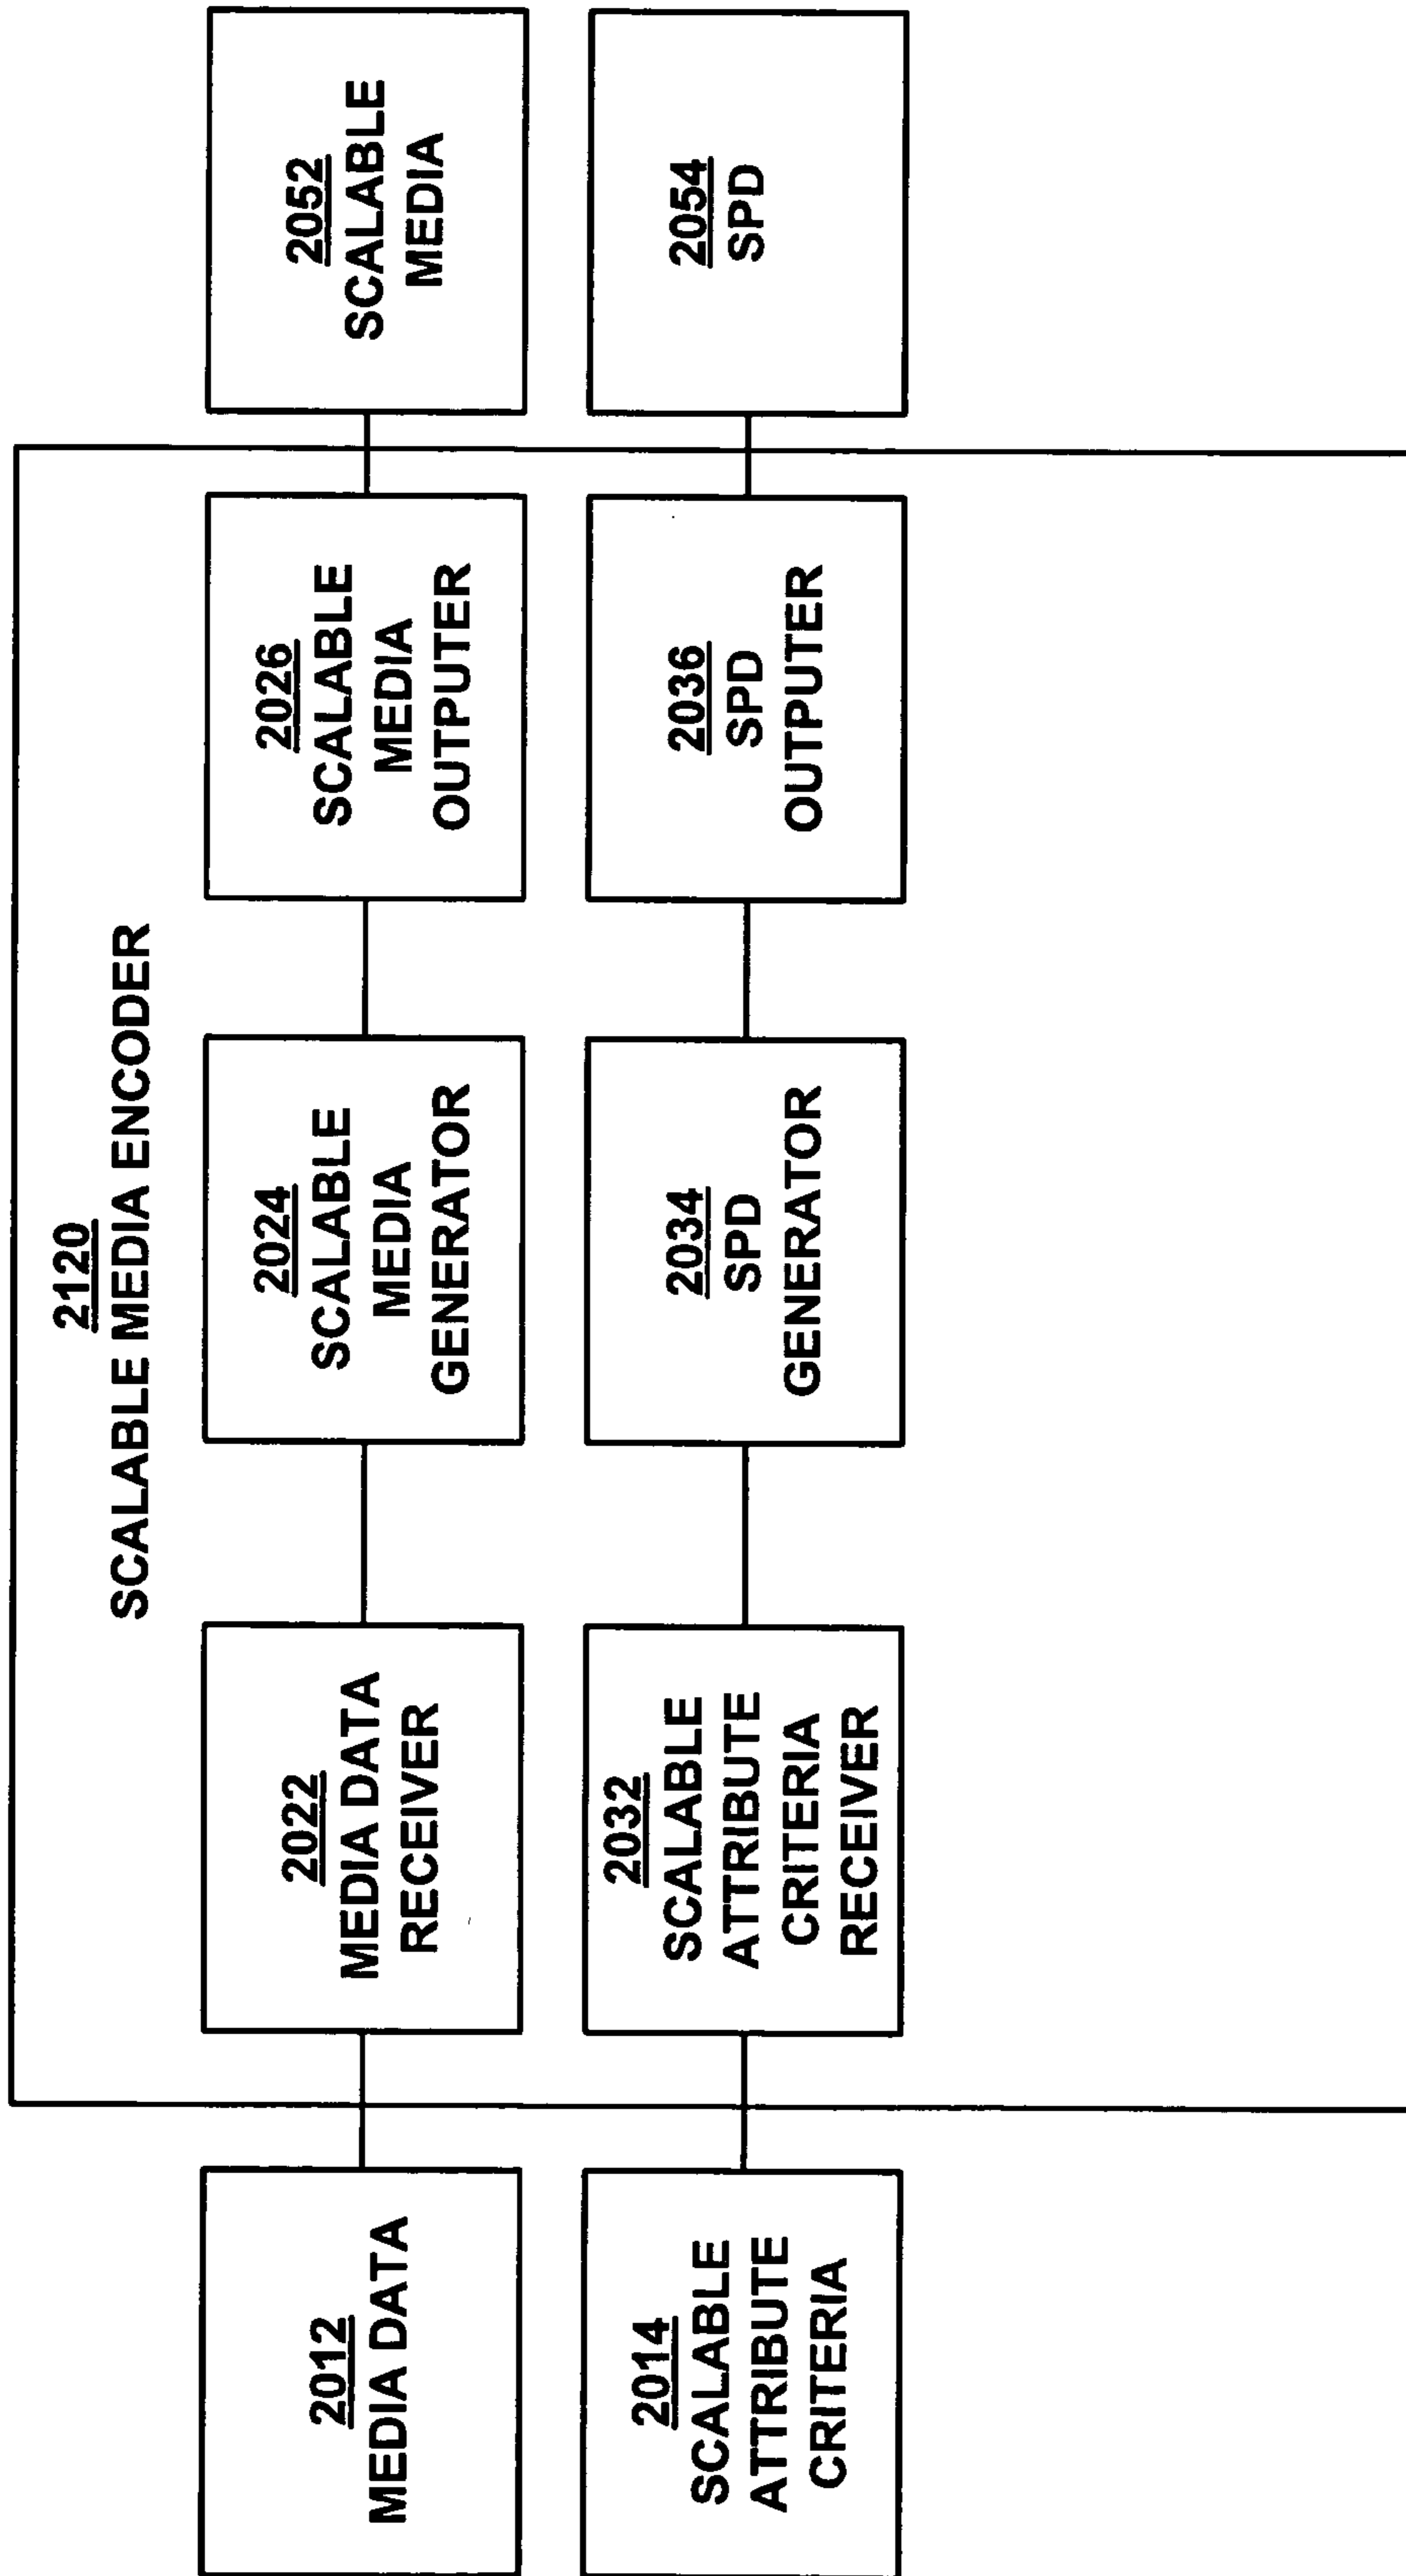 2120
SCALABLE MEDIA ENCODER
2012
MEDIA DATA
2022
MEDIA DATA
RECEIVER
2024
SCALABLE
MEDIA
GENERATOR
2026
SCALABLE
MEDIA
OUTPUTER
2052
SCALABLE
MEDIA
2014
SCALABLE
ATTRIBUTE
CRITERIA
2032
SCALABLE
ATTRIBUTE
CRITERIA
RECEIVER
2034
SPD
GENERATOR
2036
SPD
OUTPUTER
2054
SPD